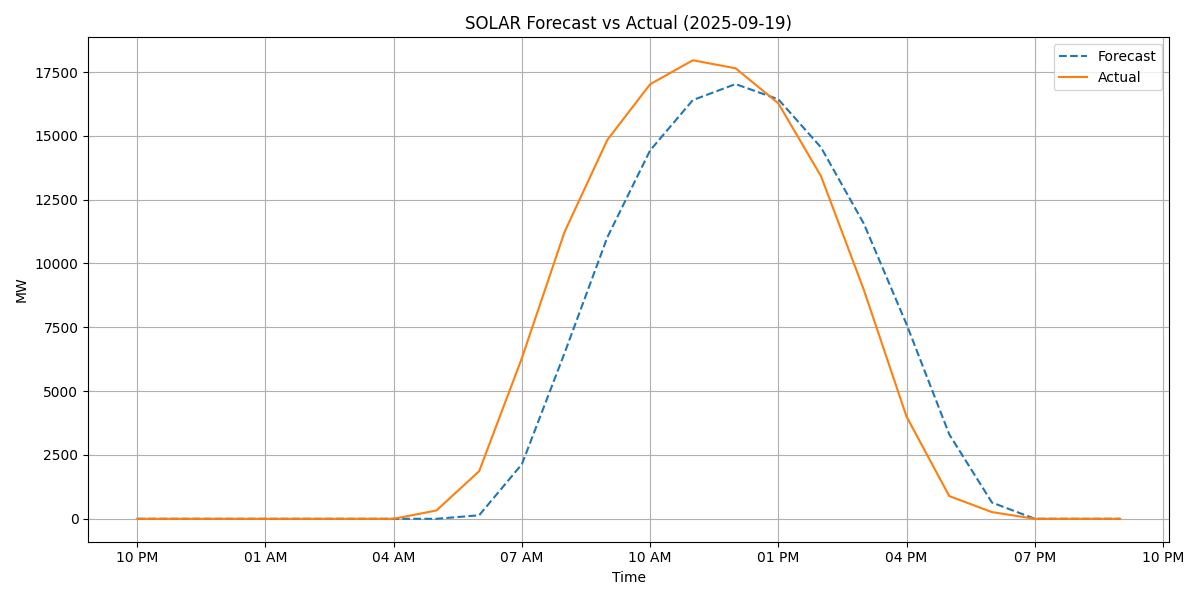 SOLAR Forecast vs Actual (2025-09-19)
Forecast
Actual
17500
15000
12500
10000
7500
5000
2500
0
MW
10 PM 01 AM 04 AM 07 AM 10 AM 01 PM 04 PM 07 PM 10 PM
Time